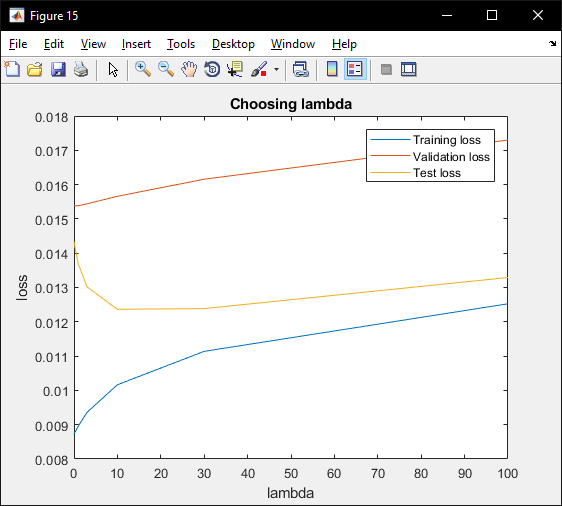 Figure 15
File Edit View Insert Tools Desktop Window Help
Choosing lambda
0.018
0.017
0.016
0.015
0.014
0.013
0.012
0.011
0.01
0.009
0.008
loss
Training loss
Validation loss
Test loss
0 10 20 30 40 50 60 70 80 90 100
lambda